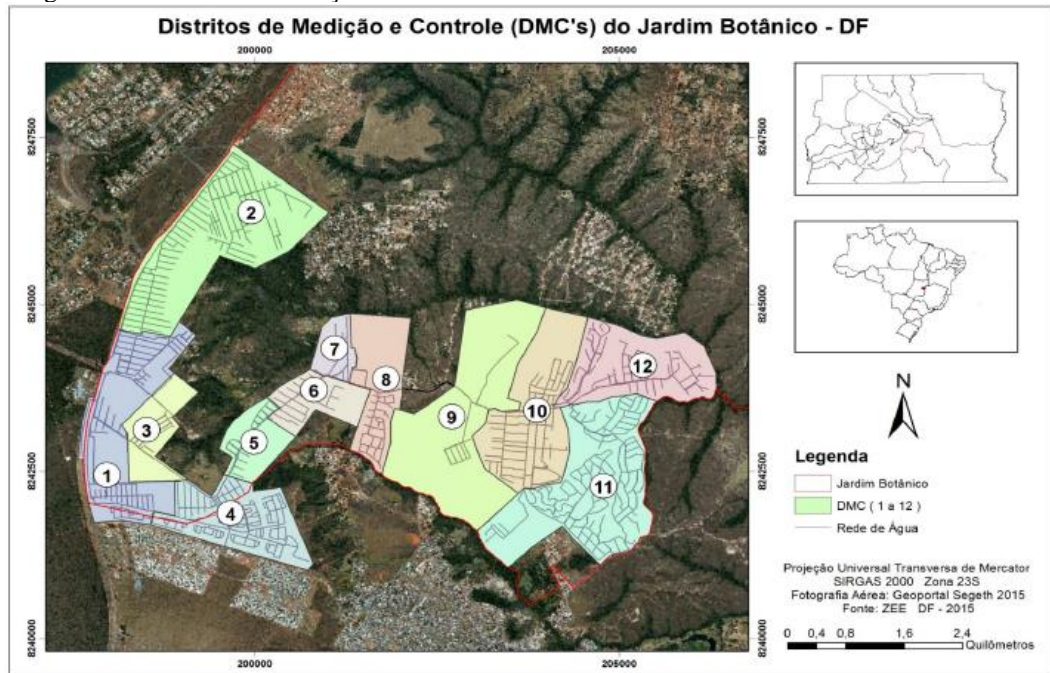 Distritos de Medição e Controle (DMC's) do Jardim Botânico - DF
200000
205000
8247500
8247500
2
8245000
8245000
7
12
8
6
9
10
3
5
8242500
8242500
1
11
4
8240000
8240000
200000
205000
N
Legenda
Jardim Botânico
DMC ( 1 a 12 )
Rede de Água
Projeção Universal Transversa de Mercator
SIRGAS 2000 Zona 23S
Fotografia Aérea: Geoportal Segeth 2015
Fonte: ZEE DF - 2015
0 0,4 0,8 1,6 2,4
Quilômetros